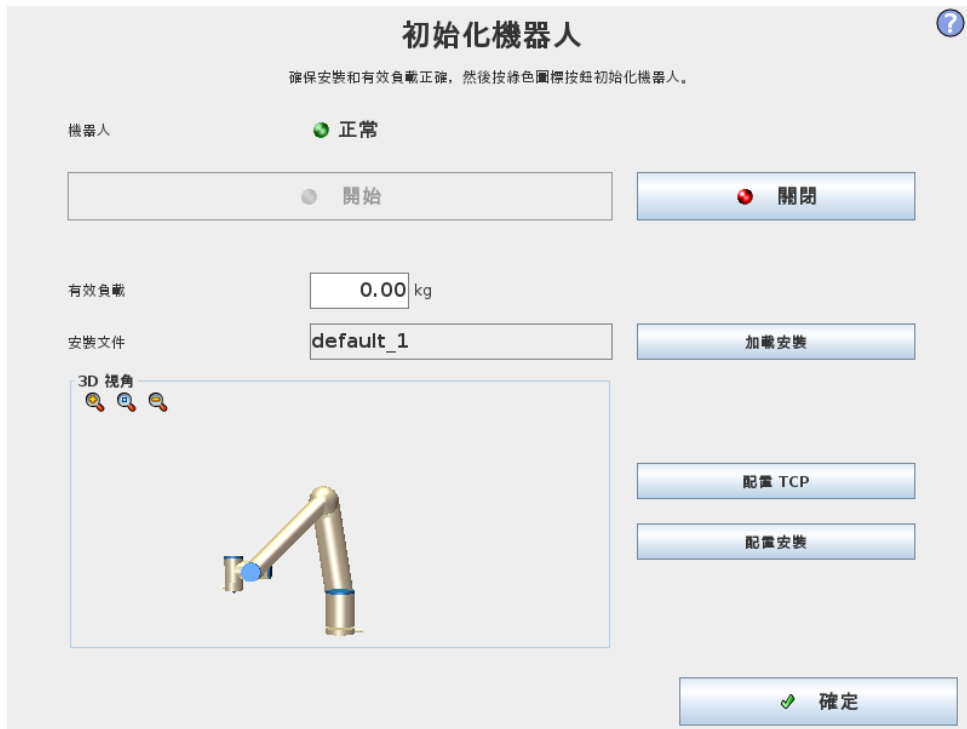 初始化機器人
?
確保安裝和有效負載正確，然後按綠色圖標按鈕初始化機器人。
機器人 正常
開始 關閉
有效負載 0.00 kg
安裝文件 default_1 加載安裝
3D 視角
配置 TCP
配置安裝
確定